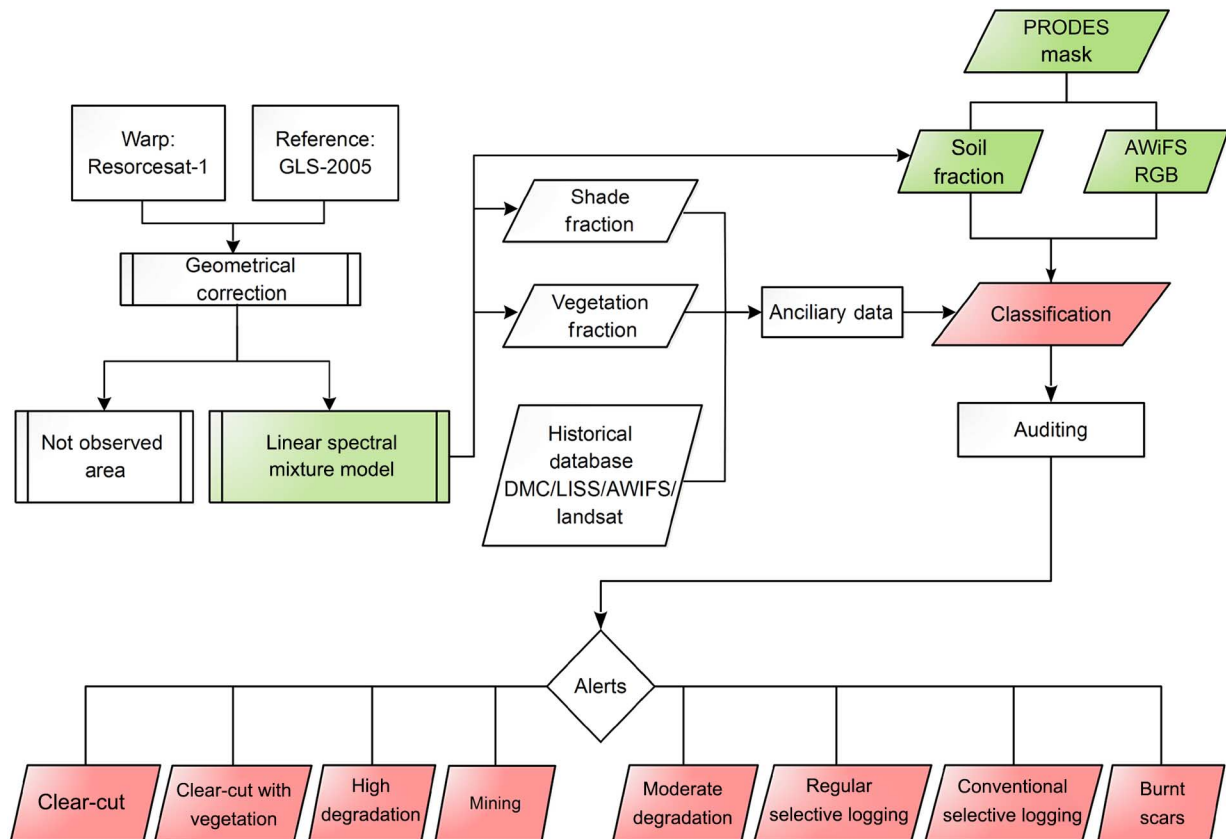 PRODES
mask
Warp:
Resorcesat-1
Reference:
GLS-2005
Soil
fraction
AWiFS
RGB
Shade
fraction
Geometrical
correction
Vegetation
fraction
Anciliary data
Classification
Not observed
area
Linear spectral
mixture model
Historical
database
DMC/LISS/AWIFS/
landsat
Auditing
Alerts
Clear-cut
Clear-cut with
vegetation
High
degradation
Mining
Moderate
degradation
Regular
selective logging
Conventional
selective logging
Burnt
scars